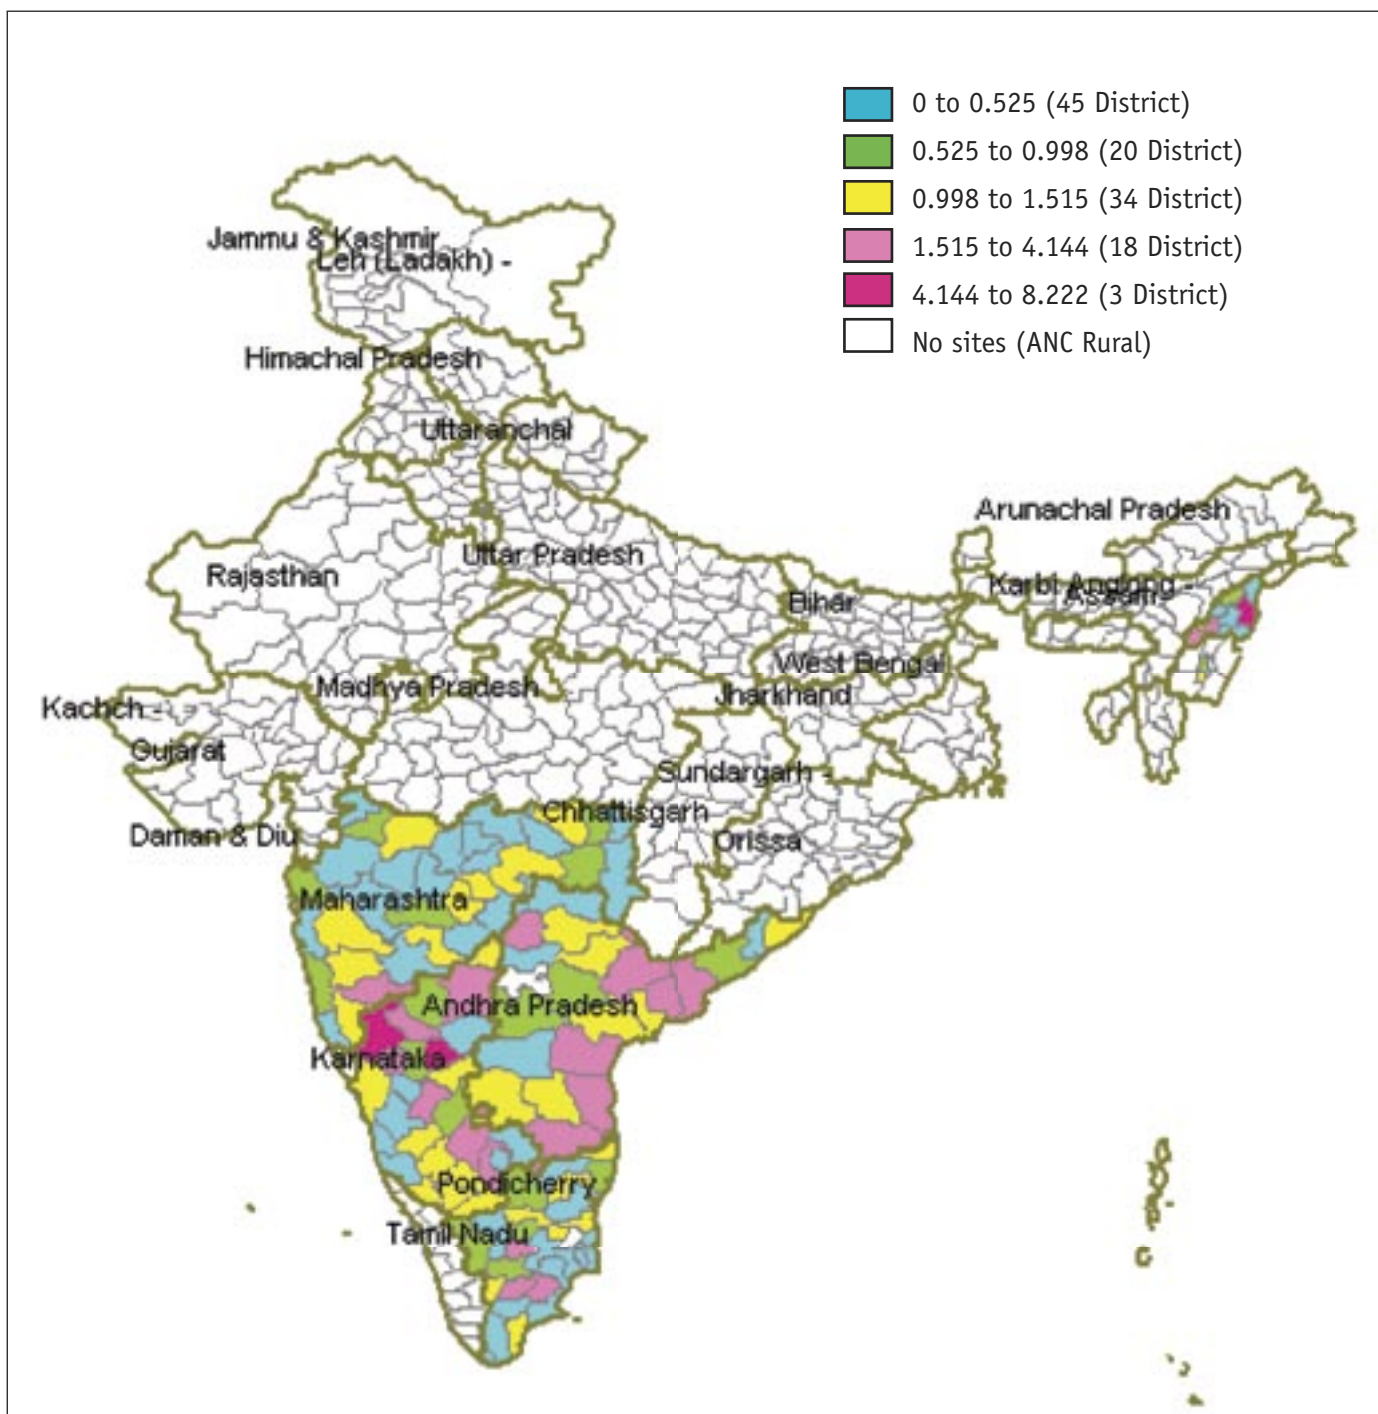 0 to 0.525 (45 District)
0.525 to 0.998 (20 District)
0.998 to 1.515 (34 District)
1.515 to 4.144 (18 District)
4.144 to 8.222 (3 District)
No sites (ANC Rural)
Jammu & Kashmir
Leh (Ladakh) -
Himachal Pradesh
Uttaranchal
Arunachal Pradesh
Uttar Pradesh
Rajasthan
Karbi Anglong -
Assam
Bihar
West Bengal
Madhya Pradesh
Jharkhand
Kachch -
Gujarat
Sundargarh -
Chhattisgarh
Daman & Diu
Orissa
Maharashtra
Andhra Pradesh
Karnataka
Pondicherry
Tamil Nadu